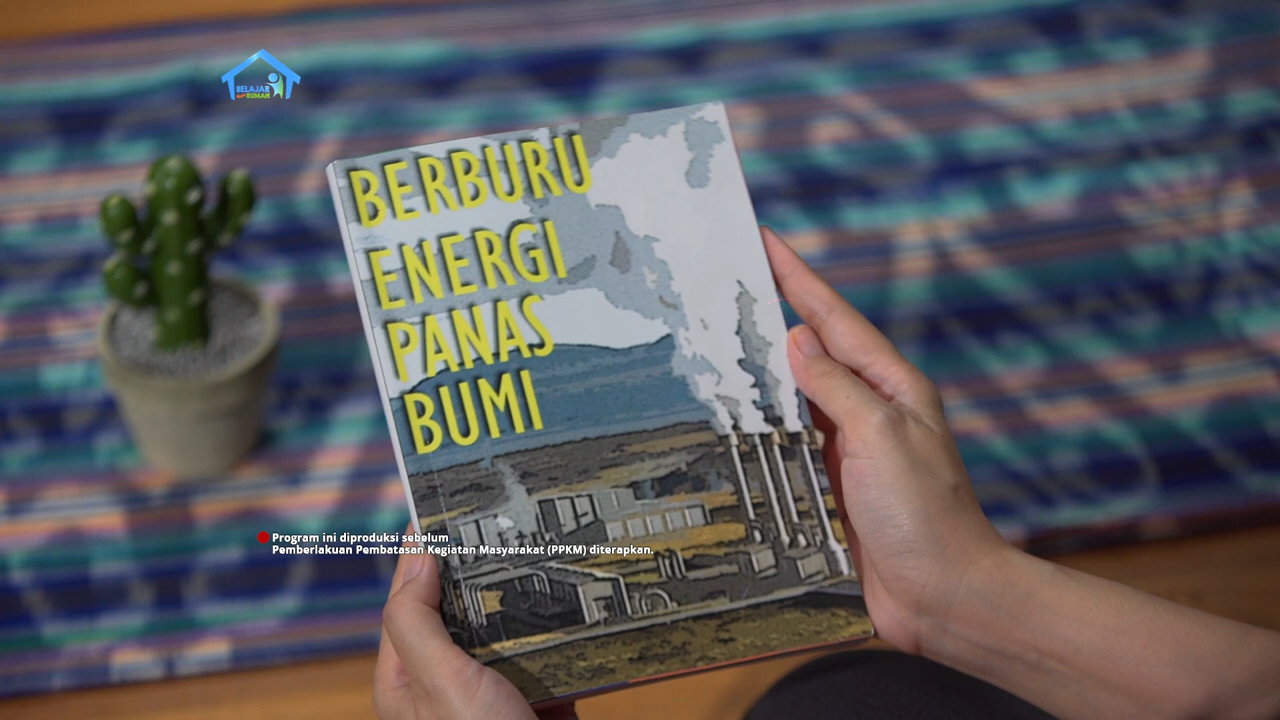 BELAJAR
RUMAH
BERBURU
ENERGI
PANAS
BUMI
Program ini diproduksi sebelum
Pemberlakuan Pembatasan Kegiatan Masyarakat (PPKM) diterapkan.